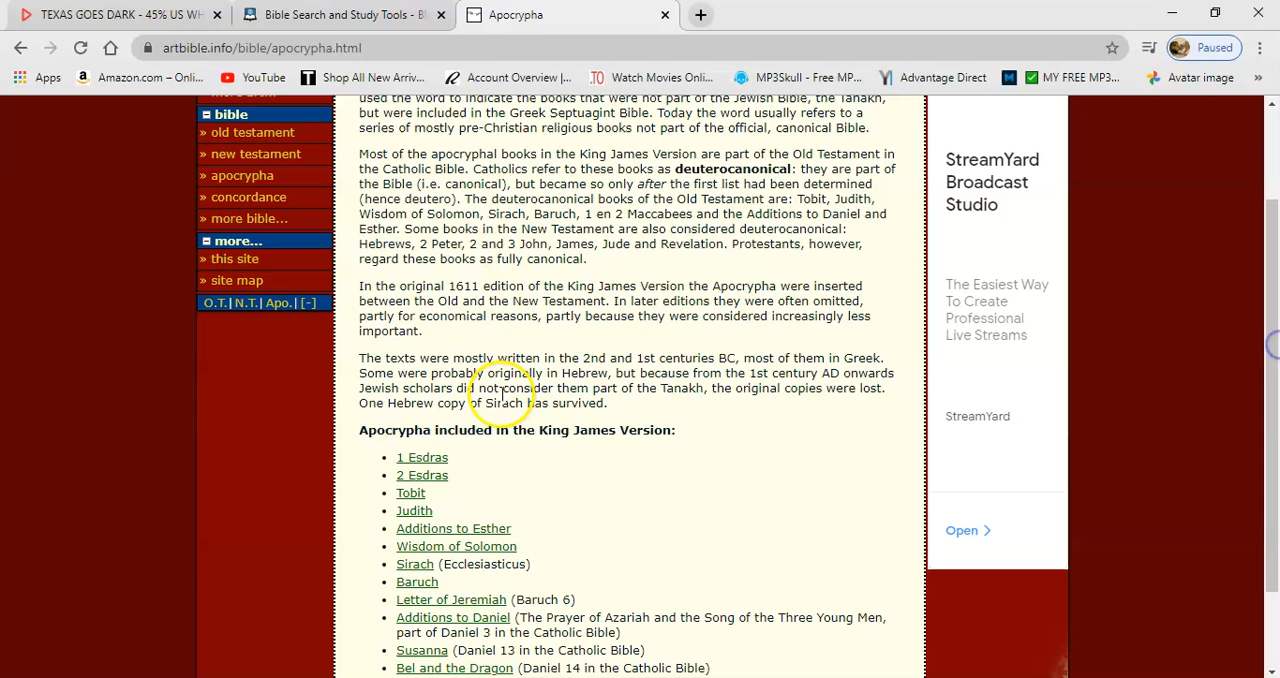 TEXAS GOES DARK - 45% US WH
Bible Search and Study Tools - Bl
Apocrypha
artbible.info/bible/apocrypha.html
Paused
Apps
Amazon.com – Onli...
YouTube
Shop All New Arriv...
Account Overview |...
Watch Movies Onli...
MP3Skull - Free MP...
Advantage Direct
MY FREE MP3...
Avatar image
»
bible
» old testament
» new testament
» apocrypha
» concordance
» more bible...
more...
» this site
» site map
O.T.| N.T.| Apo.| [-]
used the word to indicate the books that were not part of the Jewish Bible, the Tanakh,
but were included in the Greek Septuagint Bible. Today the word usually refers to a
series of mostly pre-Christian religious books not part of the official, canonical Bible.
Most of the apocryphal books in the King James Version are part of the Old Testament in
the Catholic Bible. Catholics refer to these books as deuterocanonical: they are part of
the Bible (i.e. canonical), but became so only after the first list had been determined
(hence deutero). The deuterocanonical books of the Old Testament are: Tobit, Judith,
Wisdom of Solomon, Sirach, Baruch, 1 en 2 Maccabees and the Additions to Daniel and
Esther. Some books in the New Testament are also considered deuterocanonical:
Hebrews, 2 Peter, 2 and 3 John, James, Jude and Revelation. Protestants, however,
regard these books as fully canonical.
In the original 1611 edition of the King James Version the Apocrypha were inserted
between the Old and the New Testament. In later editions they were often omitted,
partly for economical reasons, partly because they were considered increasingly less
important.
The texts were mostly written in the 2nd and 1st centuries BC, most of them in Greek.
Some were probably originally in Hebrew, but because from the 1st century AD onwards
Jewish scholars did not consider them part of the Tanakh, the original copies were lost.
One Hebrew copy of Sirach has survived.
Apocrypha included in the King James Version:
• 1 Esdras
• 2 Esdras
• Tobit
• Judith
• Additions to Esther
• Wisdom of Solomon
• Sirach (Ecclesiasticus)
• Baruch
• Letter of Jeremiah (Baruch 6)
• Additions to Daniel (The Prayer of Azariah and the Song of the Three Young Men,
part of Daniel 3 in the Catholic Bible)
• Susanna (Daniel 13 in the Catholic Bible)
• Bel and the Dragon (Daniel 14 in the Catholic Bible)
StreamYard
Broadcast
Studio
The Easiest Way
To Create
Professional
Live Streams
StreamYard
Open >